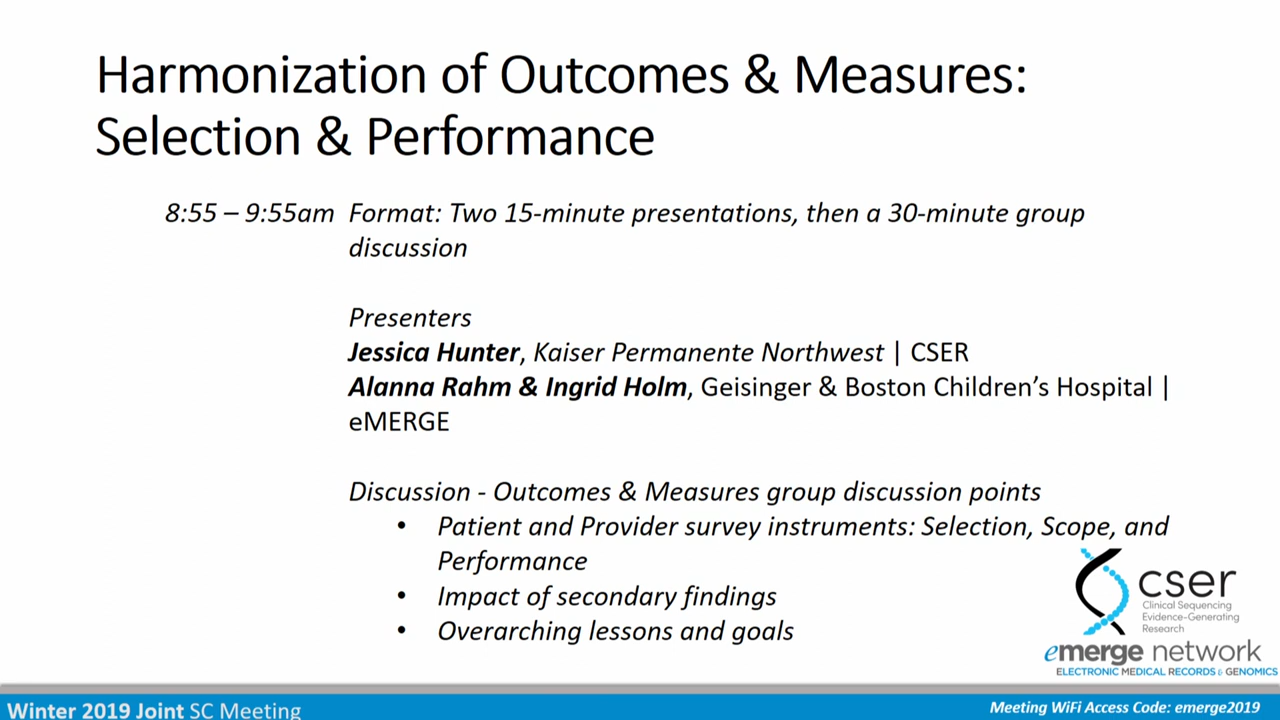 Harmonization of Outcomes & Measures:
Selection & Performance
8:55 – 9:55am Format: Two 15-minute presentations, then a 30-minute group
discussion
Presenters
Jessica Hunter, Kaiser Permanente Northwest | CSER
Alanna Rahm & Ingrid Holm, Geisinger & Boston Children's Hospital |
eMERGE
Discussion - Outcomes & Measures group discussion points
• Patient and Provider survey instruments: Selection, Scope, and
Performance
• Impact of secondary findings
• Overarching lessons and goals
cser
Clinical Sequencing
Evidence-Generating
Research
emerge network
ELECTRONIC MEDICAL RECORDS & GENOMICS
Winter 2019 Joint SC Meeting
Meeting WiFi Access Code: emerge2019